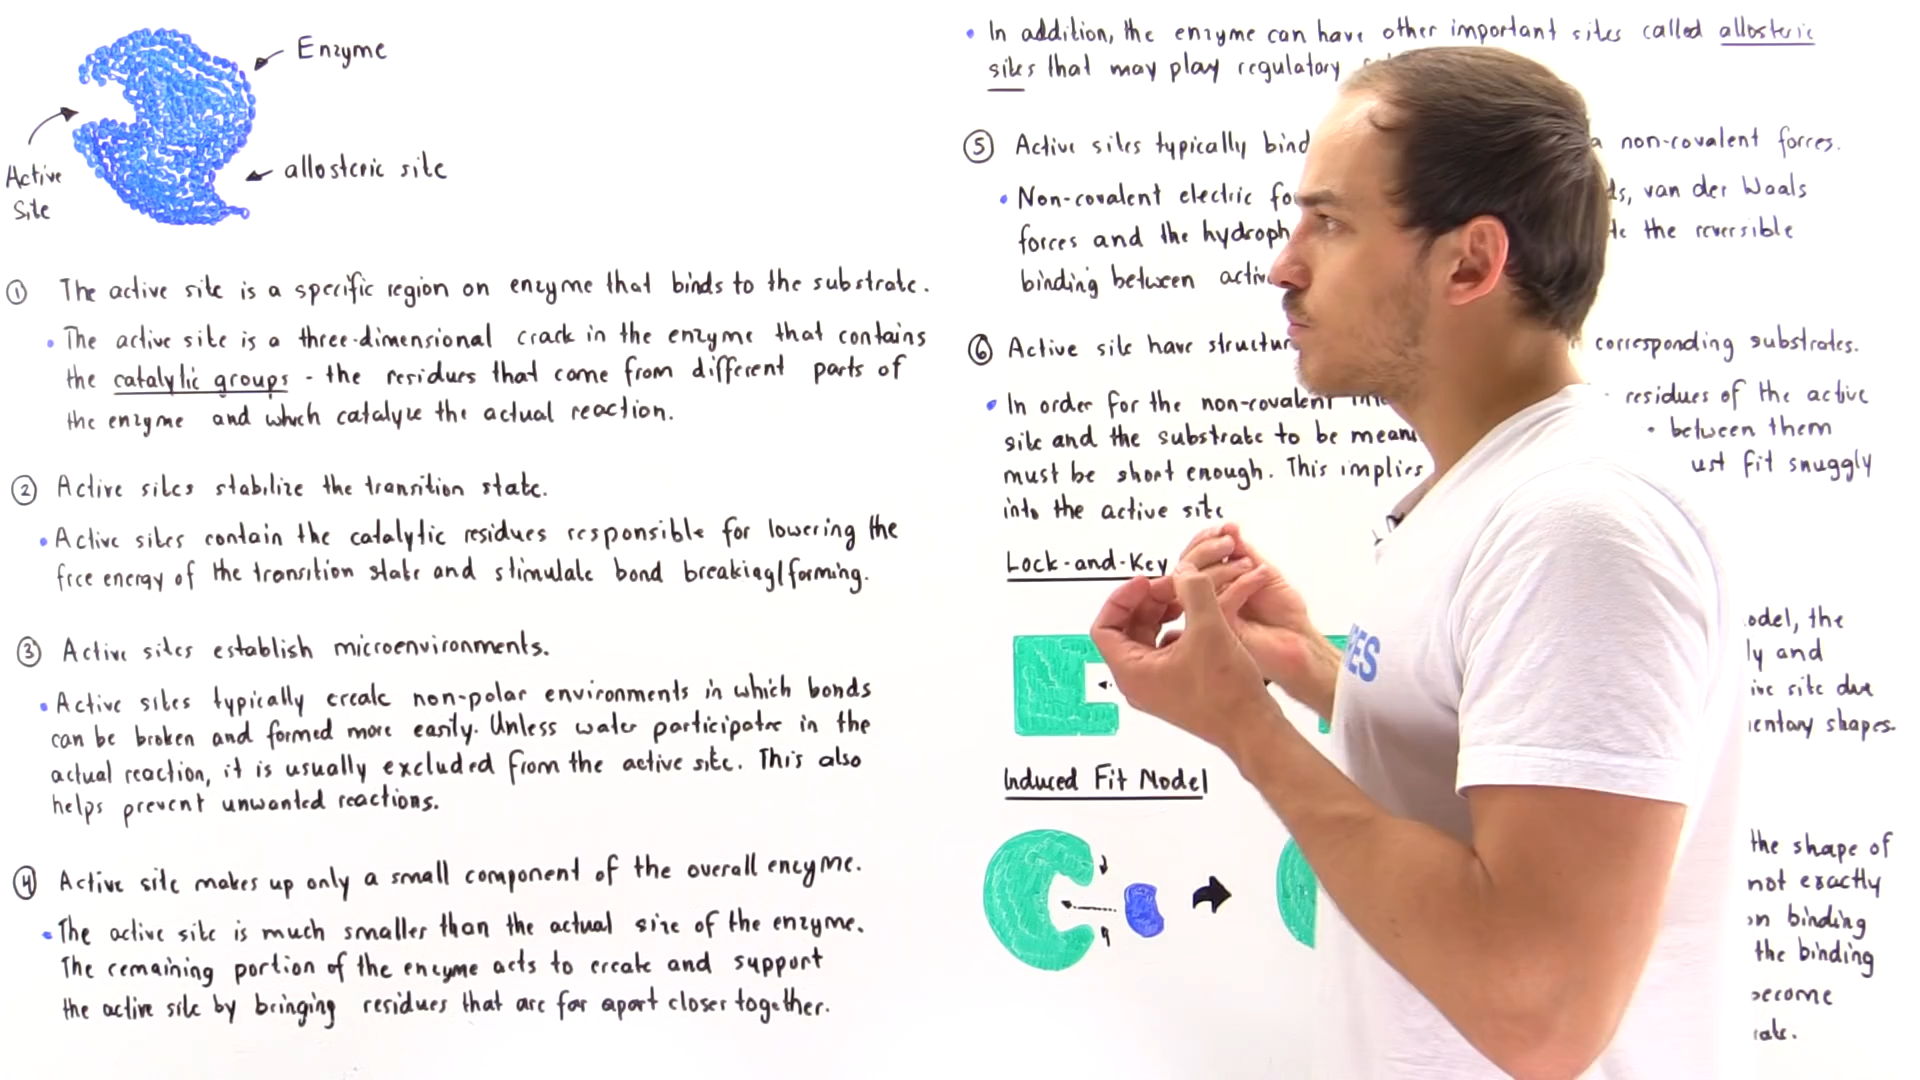 Enzyme
allosteric site
Active
Site
① The active site is a specific region on enzyme that binds to the substrate.
• The active site is a three-dimensional crack in the enzyme that contains
the catalytic groups - the residues that come from different parts of
the enzyme and which catalyze the actual reaction.
② Active sites stabilize the transition state.
• Active sites contain the catalytic residues responsible for lowering the
free energy of the transition state and stimulate bond breaking/forming.
③ Active sites establish microenvironments.
• Active sites typically create non-polar environments in which bonds
can be broken and formed more easily. Unless water participates in the
actual reaction, it is usually excluded from the active site. This also
helps prevent unwanted reactions.
④ Active site makes up only a small component of the overall enzyme.
• The active site is much smaller than the actual size of the enzyme.
The remaining portion of the enzyme acts to create and support
the active site by bringing residues that are far apart closer together.
• In addition, the enzyme can have other important sites called allosteric
sites that may play regulatory
⑤ Active sites typically bind non-covalent forces.
• Non-covalent electric van der Waals
forces and the the reversible
binding between
⑥ Active site have corresponding substrates.
• In order for the non-covalent residues of the active
site and the substrate to be between them
must be short enough. This implies fit snuggly
into the active site
Lock-and-Key
the
and
site due
shapes.
Induced Fit Model
the shape of
not exactly
binding
the binding